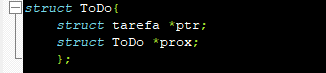 struct ToDo{
struct tarefa *ptr;
struct ToDo *prox;
};